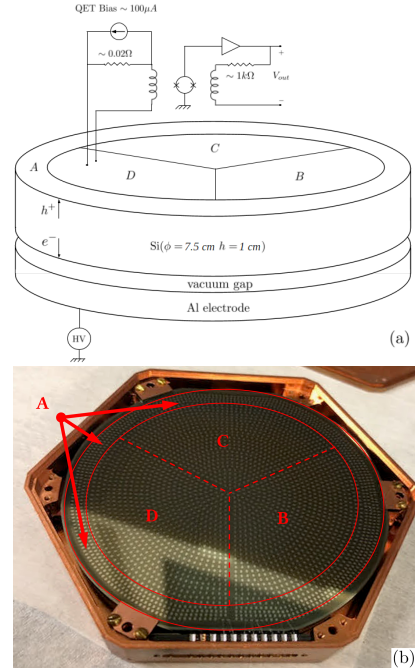 QET Bias ∼ 100μA
∼ 0.02Ω
∼ 1kΩ
V_out
+
−
A
C
D
B
h⁺
e⁻
Si(ϕ = 7.5 cm h = 1 cm)
vacuum gap
Al electrode
HV
(a)
A
C
D
B
(b)